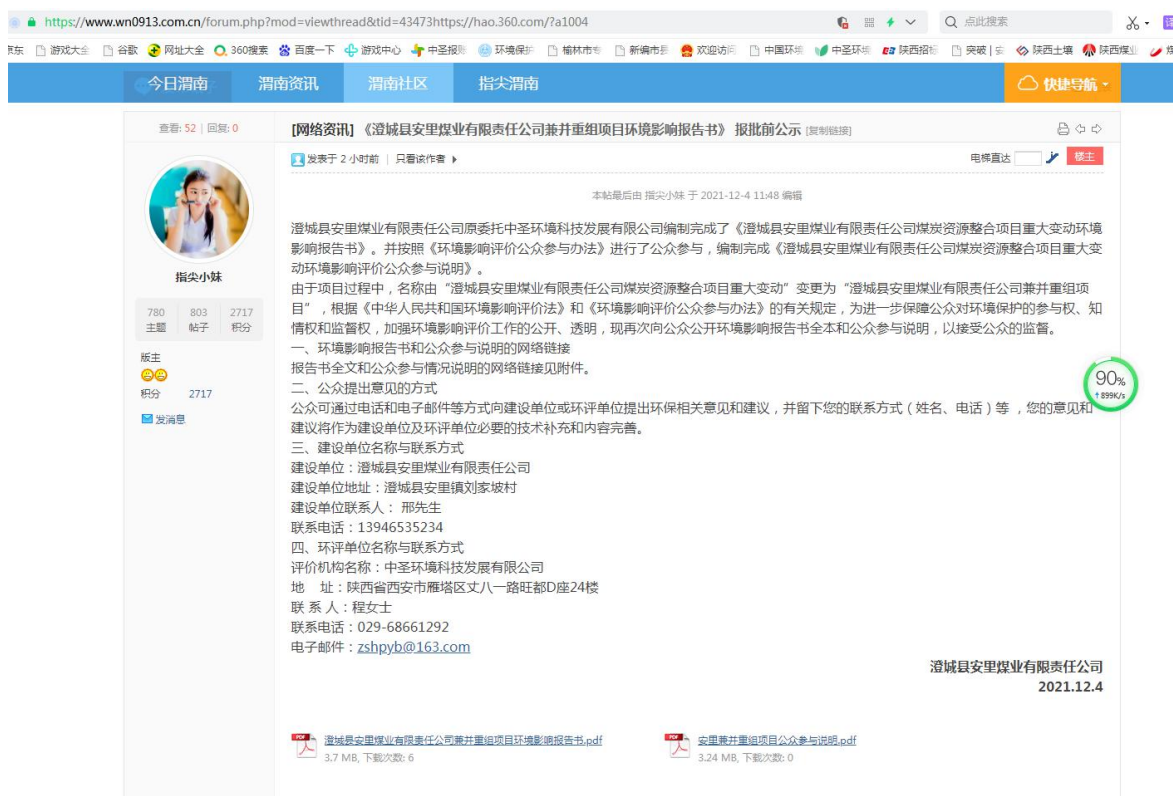 https://www.wn0913.com.cn/forum.php?mod=viewthread&tid=43473https://hao.360.com/?a1004
点此搜索
译
京东 游戏大全 谷歌 网址大全 360搜索 百度一下 游戏中心 中圣报账 环境保护 榆林市专 新编市县 欢迎访问 中国环境 中圣环境 陕西招标 突破|安 陕西土壤 陕西煤业
今日渭南 渭南资讯 渭南社区 指尖渭南 快捷导航
查看: 52 | 回复: 0
[网络资讯] 《澄城县安里煤业有限责任公司兼并重组项目环境影响报告书》 报批前公示 [复制链接]
发表于 2 小时前 | 只看该作者
电梯直达 楼主
本帖最后由 指尖小妹 于 2021-12-4 11:48 编辑
指尖小妹
780 803 2717
主题 帖子 积分
版主
积分 2717
发消息
澄城县安里煤业有限责任公司原委托中圣环境科技发展有限公司编制完成了《澄城县安里煤业有限责任公司煤炭资源整合项目重大变动环境
影响报告书》。并按照《环境影响评价公众参与办法》进行了公众参与，编制完成《澄城县安里煤业有限责任公司煤炭资源整合项目重大变
动环境影响评价公众参与说明》。
由于项目过程中，名称由“澄城县安里煤业有限责任公司煤炭资源整合项目重大变动”变更为“澄城县安里煤业有限责任公司兼并重组项
目”，根据《中华人民共和国环境影响评价法》和《环境影响评价公众参与办法》的有关规定，为进一步保障公众对环境保护的参与权、知
情权和监督权，加强环境影响评价工作的公开、透明，现再次向公众公开环境影响报告书全本和公众参与说明，以接受公众的监督。
一、环境影响报告书和公众参与说明的网络链接
报告书全文和公众参与情况说明的网络链接见附件。
二、公众提出意见的方式
公众可通过电话和电子邮件等方式向建设单位或环评单位提出环保相关意见和建议，并留下您的联系方式（姓名、电话）等 ，您的意见和
建议将作为建设单位及环评单位必要的技术补充和内容完善。
三、建设单位名称与联系方式
建设单位：澄城县安里煤业有限责任公司
建设单位地址：澄城县安里镇刘家坡村
建设单位联系人： 邢先生
联系电话：13946535234
四、环评单位名称与联系方式
评价机构名称：中圣环境科技发展有限公司
地 址：陕西省西安市雁塔区丈八一路旺都D座24楼
联 系 人：程女士
联系电话：029-68661292
电子邮件：zshpyb@163.com
澄城县安里煤业有限责任公司
2021.12.4
90%
↑ 899K/s
PDF 澄城县安里煤业有限责任公司兼并重组项目环境影响报告书.pdf
3.7 MB, 下载次数: 6
PDF 安里兼并重组项目公众参与说明.pdf
3.24 MB, 下载次数: 0